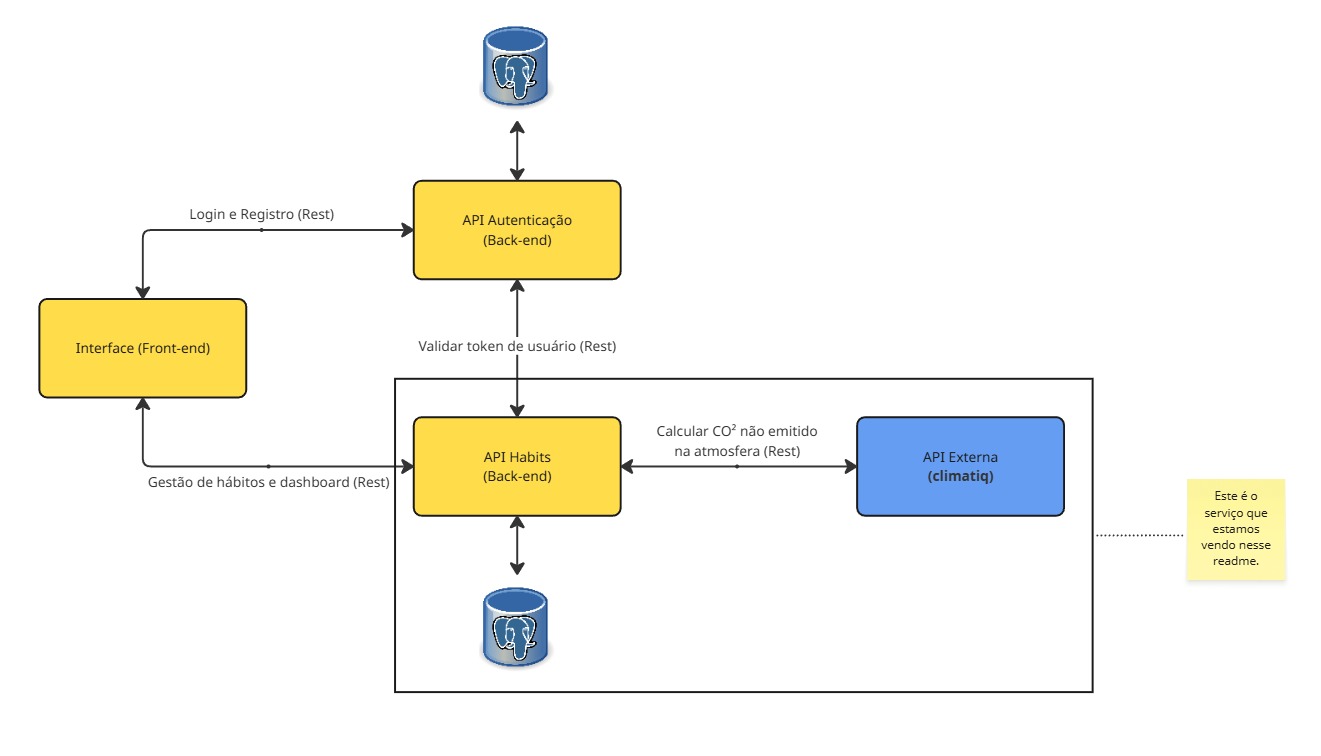 Login e Registro (Rest)
API Autenticação
(Back-end)
Interface (Front-end)
Validar token de usuário (Rest)
Gestão de hábitos e dashboard (Rest)
API Habits
(Back-end)
Calcular CO² não emitido
na atmosfera (Rest)
API Externa
(climatiq)
Este é o
serviço que
estamos
vendo nesse
readme.